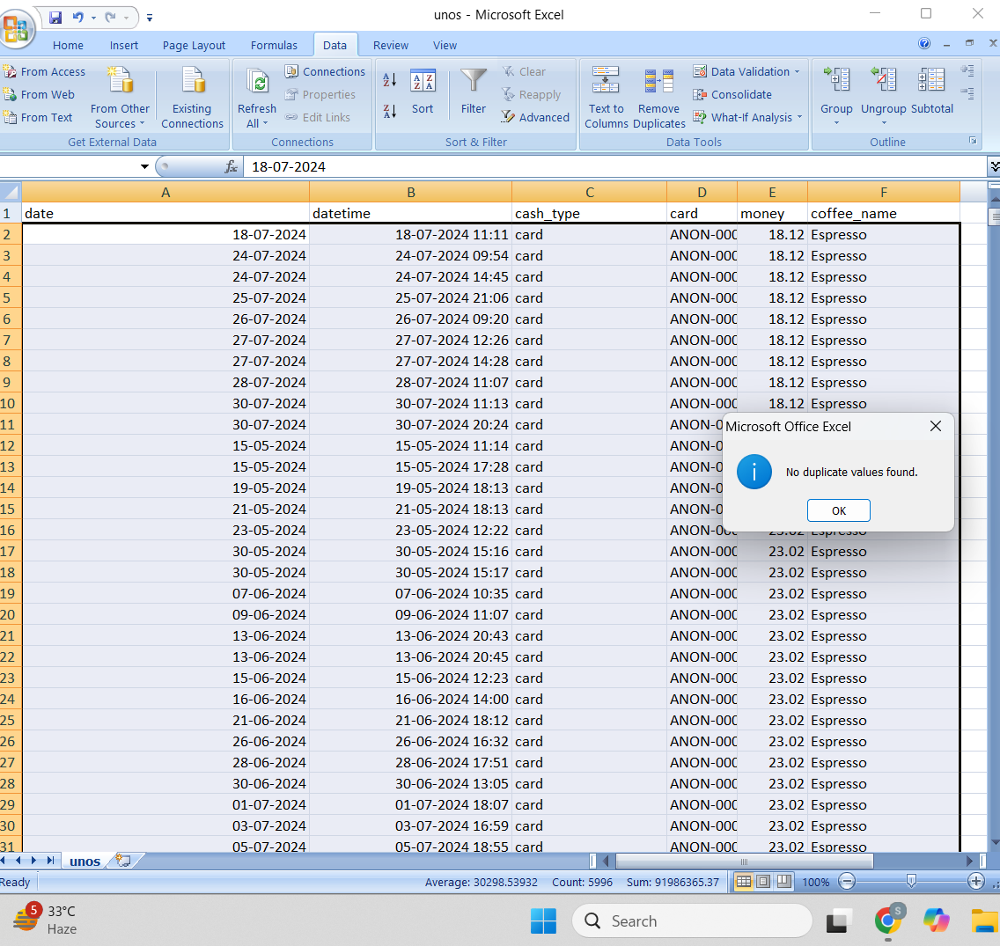 unos - Microsoft Excel
Home Insert Page Layout Formulas Data Review View
From Access
From Web
From Text
From Other Sources
Existing Connections
Get External Data
Refresh All
Connections
Properties
Edit Links
Connections
A Z
Z A
Sort
Filter
Clear
Reapply
Advanced
Sort & Filter
Text to Columns
Remove Duplicates
Data Validation
Consolidate
What-If Analysis
Data Tools
Group
Ungroup
Subtotal
Outline
fx 18-07-2024
A B C D E F
1 date datetime cash_type card money coffee_name
2 18-07-2024 18-07-2024 11:11 card ANON-000 18.12 Espresso
3 24-07-2024 24-07-2024 09:54 card ANON-000 18.12 Espresso
4 24-07-2024 24-07-2024 14:45 card ANON-000 18.12 Espresso
5 25-07-2024 25-07-2024 21:06 card ANON-000 18.12 Espresso
6 26-07-2024 26-07-2024 09:20 card ANON-000 18.12 Espresso
7 27-07-2024 27-07-2024 12:26 card ANON-000 18.12 Espresso
8 27-07-2024 27-07-2024 14:28 card ANON-000 18.12 Espresso
9 28-07-2024 28-07-2024 11:07 card ANON-000 18.12 Espresso
10 30-07-2024 30-07-2024 11:13 card ANON-000 18.12 Espresso
11 30-07-2024 30-07-2024 20:24 card ANON-0
12 15-05-2024 15-05-2024 11:14 card ANON-0
13 15-05-2024 15-05-2024 17:28 card ANON-0
14 19-05-2024 19-05-2024 18:13 card ANON-0
15 21-05-2024 21-05-2024 18:13 card ANON-0
16 23-05-2024 23-05-2024 12:22 card ANON-000 23.02 Espresso
17 30-05-2024 30-05-2024 15:16 card ANON-000 23.02 Espresso
18 30-05-2024 30-05-2024 15:17 card ANON-000 23.02 Espresso
19 07-06-2024 07-06-2024 10:35 card ANON-000 23.02 Espresso
20 09-06-2024 09-06-2024 11:07 card ANON-000 23.02 Espresso
21 13-06-2024 13-06-2024 20:43 card ANON-000 23.02 Espresso
22 13-06-2024 13-06-2024 20:45 card ANON-000 23.02 Espresso
23 15-06-2024 15-06-2024 12:23 card ANON-000 23.02 Espresso
24 16-06-2024 16-06-2024 14:00 card ANON-000 23.02 Espresso
25 21-06-2024 21-06-2024 18:12 card ANON-000 23.02 Espresso
26 26-06-2024 26-06-2024 16:32 card ANON-000 23.02 Espresso
27 28-06-2024 28-06-2024 17:51 card ANON-000 23.02 Espresso
28 30-06-2024 30-06-2024 13:05 card ANON-000 23.02 Espresso
29 01-07-2024 01-07-2024 18:07 card ANON-000 23.02 Espresso
30 03-07-2024 03-07-2024 16:59 card ANON-000 23.02 Espresso
31 05-07-2024 05-07-2024 18:55 card ANON-000 23.02 Espresso
Microsoft Office Excel
No duplicate values found.
OK
unos
Ready Average: 30298.53932 Count: 5996 Sum: 91986365.37 100%
5
33°C
Haze
Search
S